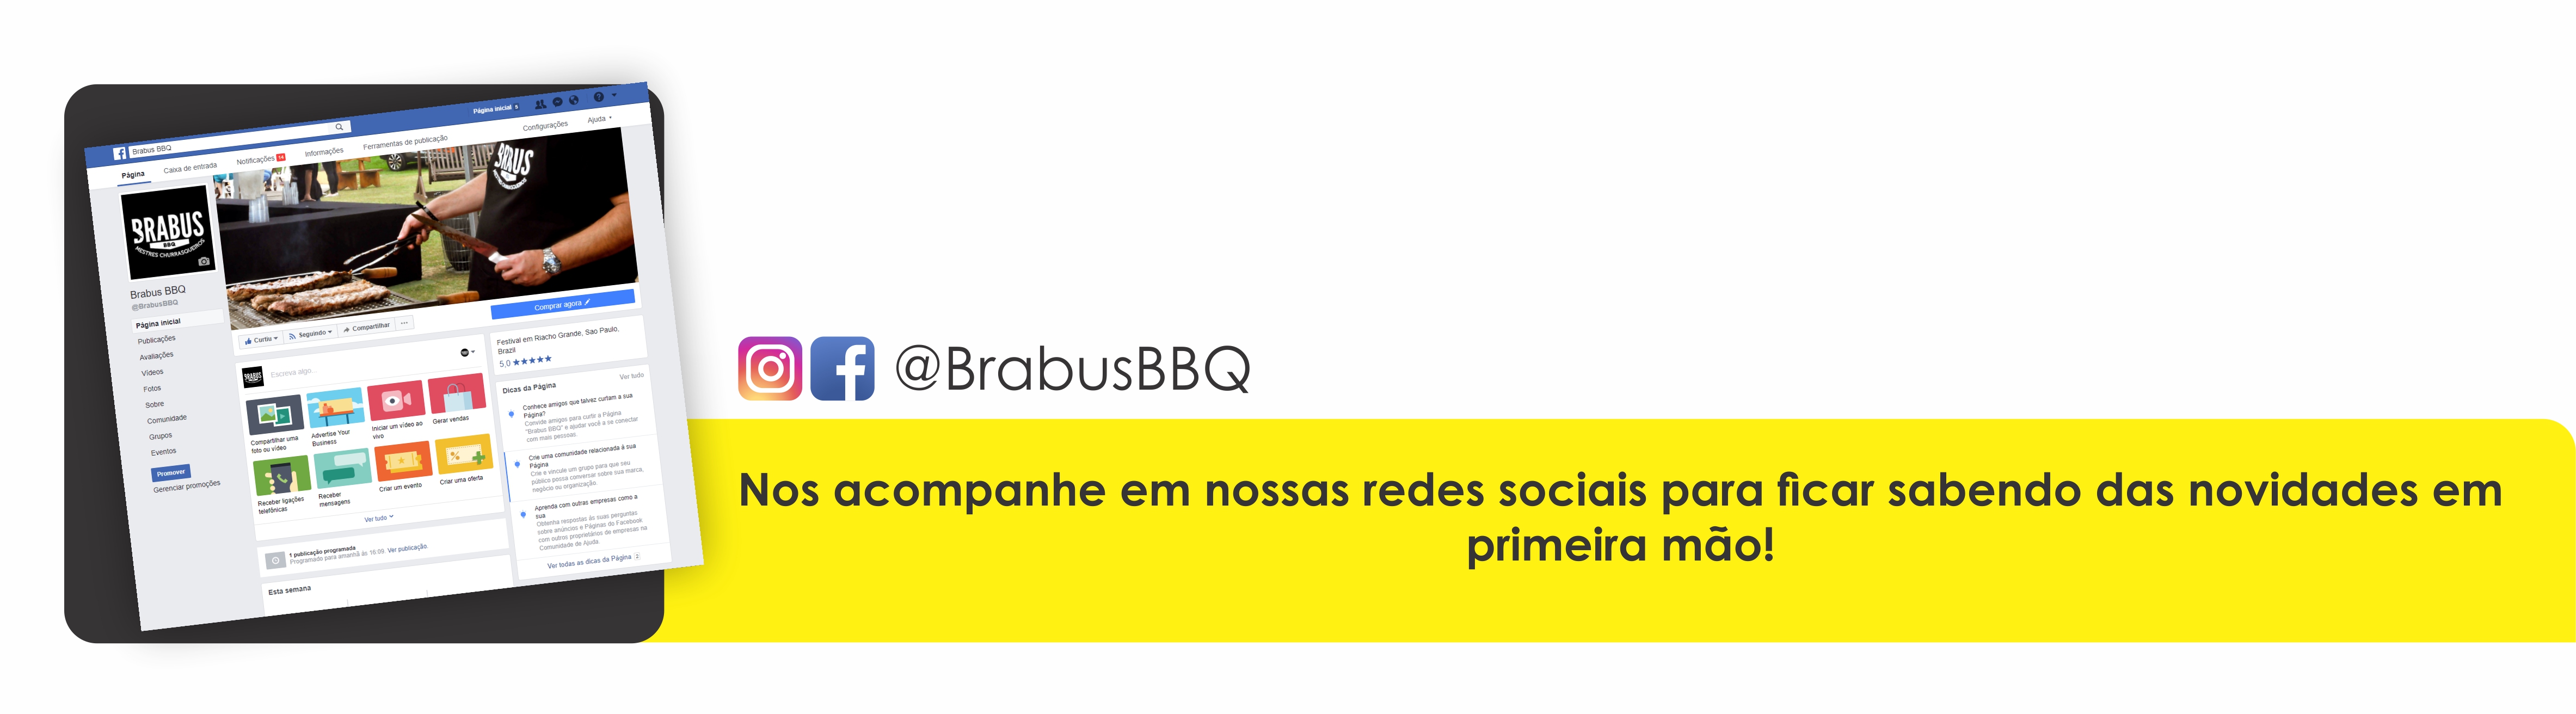 Página inicial 5
Brabus BBQ
Página
Caixa de entrada
Notificações 14
Informações
Ferramentas de publicação
Configurações
Ajuda
BRABUS
BBQ
MESTRES CHURRASQUEIROS
BRABUS
Brabus BBQ
@BrabusBBQ
Página inicial
Publicações
Avaliações
Vídeos
Fotos
Sobre
Comunidade
Grupos
Eventos
Promover
Gerenciar promoções
Curtiu
Seguindo
Compartilhar
Comprar agora
BRABUS
Escreva algo...
Compartilhar uma
foto ou vídeo
Advertise Your
Business
Iniciar um vídeo ao
vivo
Gerar vendas
Receber ligações
telefônicas
Receber
mensagens
Criar um evento
Criar uma oferta
Ver tudo
1 publicação programada
Programado para amanhã às 16:09. Ver publicação.
Esta semana
Festival em Riacho Grande, Sao Paulo,
Brazil
5,0 ★★★★★
Dicas da Página
Ver tudo
Conhece amigos que talvez curtam a sua
Página?
Convide amigos para curtir a Página
"Brabus BBQ" e ajudar você a se conectar
com mais pessoas.
Crie uma comunidade relacionada à sua
Página
Crie e vincule um grupo para que seu
público possa conversar sobre sua marca,
negócio ou organização.
Aprenda com outras empresas como a
sua
Obtenha respostas às suas perguntas
sobre anúncios e Páginas do Facebook
com outros proprietários de empresas na
Comunidade de Ajuda.
Ver todas as dicas da Página 2
@BrabusBBQ
Nos acompanhe em nossas redes sociais para ficar sabendo das novidades em
primeira mão!